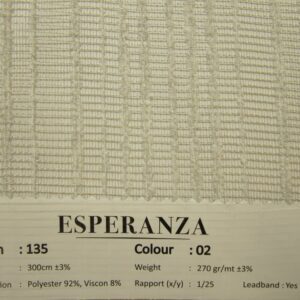 ESPERANZA
: 135 Colour : 02
: 300cm ±3% Weight : 270 gr/mt ±3%
: Polyester 92%, Viscon 8% Rapport (x/y) : 1/25 Leadband : Yes